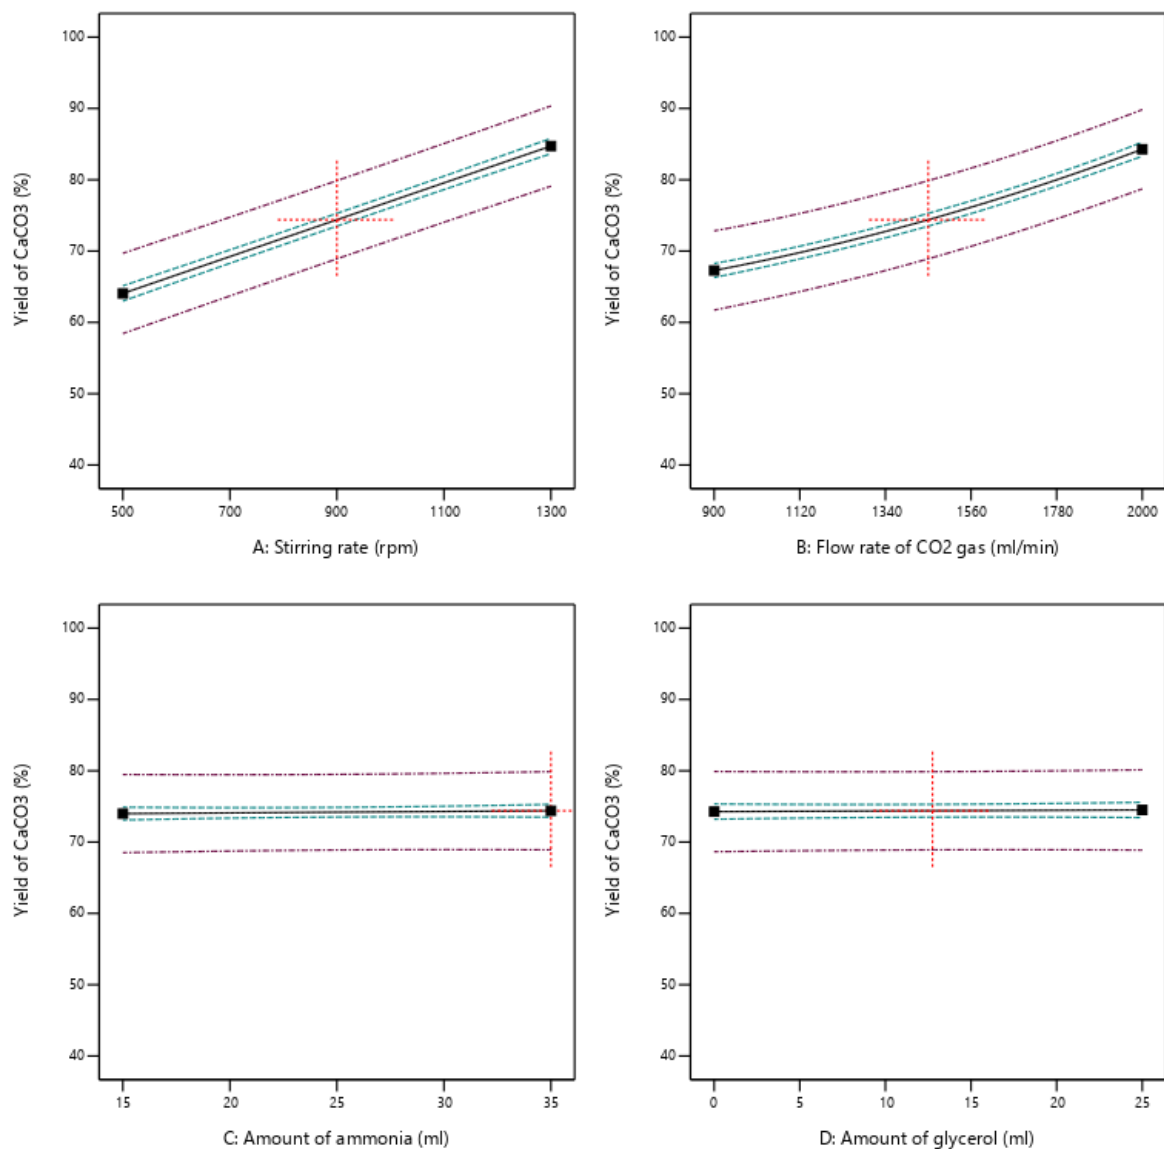 100
90
80
70
60
50
40
Yield of CaCO3 (%)
500 700 900 1100 1300
A: Stirring rate (rpm)
100
90
80
70
60
50
40
Yield of CaCO3 (%)
900 1120 1340 1560 1780 2000
B: Flow rate of CO2 gas (ml/min)
100
90
80
70
60
50
40
Yield of CaCO3 (%)
15 20 25 30 35
C: Amount of ammonia (ml)
100
90
80
70
60
50
40
Yield of CaCO3 (%)
0 5 10 15 20 25
D: Amount of glycerol (ml)